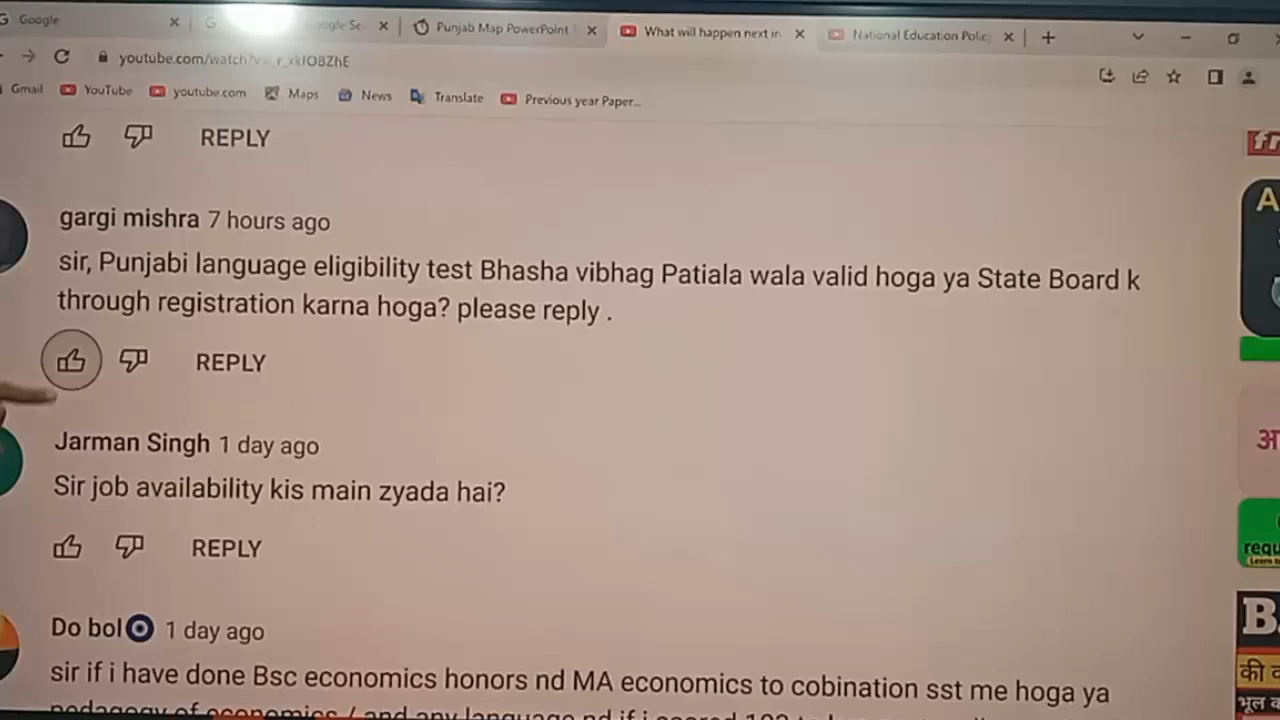 Google
Punjab Map PowerPoint
What will happen next in
National Education Polic
youtube.com/watch?v=_r_xkfOBZhE
Gmail
YouTube
youtube.com
Maps
News
Translate
Previous year Paper...
REPLY
gargi mishra 7 hours ago
sir, Punjabi language eligibility test Bhasha vibhag Patiala wala valid hoga ya State Board k
through registration karna hoga? please reply .
REPLY
Jarman Singh 1 day ago
Sir job availability kis main zyada hai?
REPLY
Do bol 1 day ago
sir if i have done Bsc economics honors nd MA economics to cobination sst me hoga ya
A
अ
requ
B
की
भूल